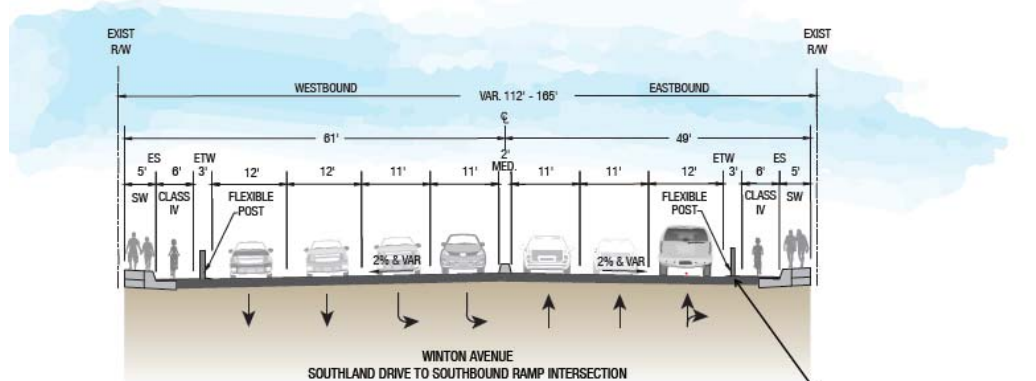 EXIST
R/W
EXIST
R/W
WESTBOUND
VAR. 112' - 165'
EASTBOUND
℄
61'
49'
ES
ETW
2'
MED.
ETW
ES
5'
6'
3'
12'
12'
11'
11'
11'
11'
12'
3'
6'
5'
SW
CLASS
IV
FLEXIBLE
POST
FLEXIBLE
POST
CLASS
IV
SW
2% & VAR
2% & VAR
WINTON AVENUE
SOUTHLAND DRIVE TO SOUTHBOUND RAMP INTERSECTION